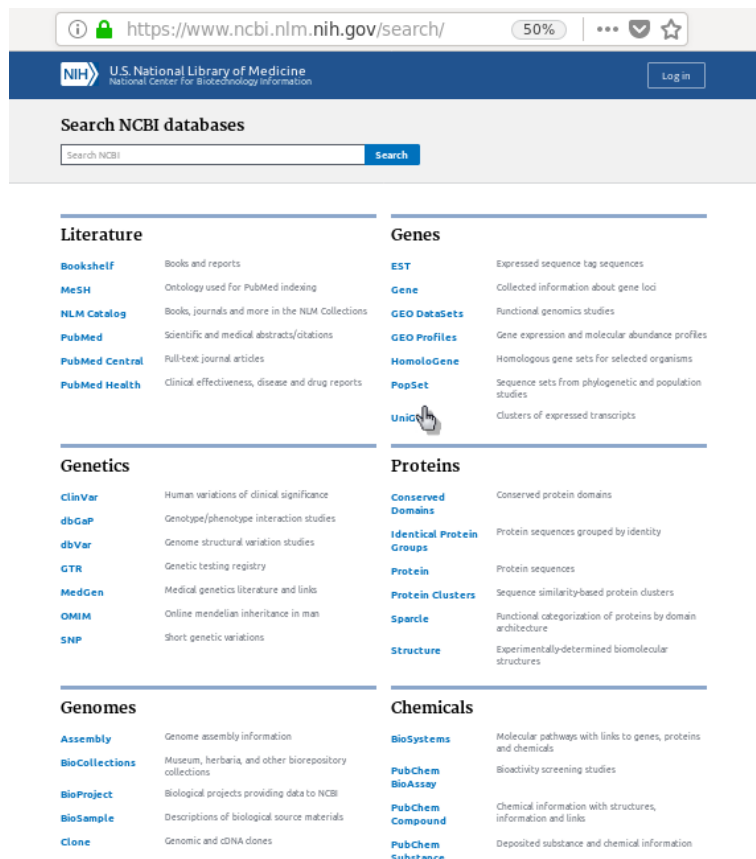 https://www.ncbi.nlm.nih.gov/search/ 50%
NIH U.S. National Library of Medicine
National Center for Biotechnology Information
Log in
Search NCBI databases
Search NCBI Search
Literature
Bookshelf Books and reports
MeSH Ontology used for PubMed indexing
NLM Catalog Books, journals and more in the NLM Collections
PubMed Scientific and medical abstracts/citations
PubMed Central Full-text journal articles
PubMed Health Clinical effectiveness, disease and drug reports
Genes
EST Expressed sequence tag sequences
Gene Collected information about gene loci
GEO DataSets Functional genomics studies
GEO Profiles Gene expression and molecular abundance profiles
HomoloGene Homologous gene sets for selected organisms
PopSet Sequence sets from phylogenetic and population
studies
Clusters of expressed transcripts
Genetics
ClinVar Human variations of clinical significance
dbGaP Genotype/phenotype interaction studies
dbVar Genome structural variation studies
GTR Genetic testing registry
MedGen Medical genetics literature and links
OMIM Online mendelian inheritance in man
SNP Short genetic variations
Proteins
Conserved Conserved protein domains
Domains
Identical Protein Protein sequences grouped by identity
Groups
Protein Protein sequences
Protein Clusters Sequence similarity-based protein clusters
Sparcle Functional categorization of proteins by domain
architecture
Structure Experimentally-determined biomolecular
structures
Genomes
Assembly Genome assembly information
BioCollections Museum, herbaria, and other biorepository
collections
BioProject Biological projects providing data to NCBI
BioSample Descriptions of biological source materials
Clone Genomic and cDNA clones
Chemicals
BioSystems Molecular pathways with links to genes, proteins
and chemicals
PubChem Bioactivity screening studies
BioAssay
PubChem Chemical information with structures,
Compound information and links
PubChem Deposited substance and chemical information
Substance